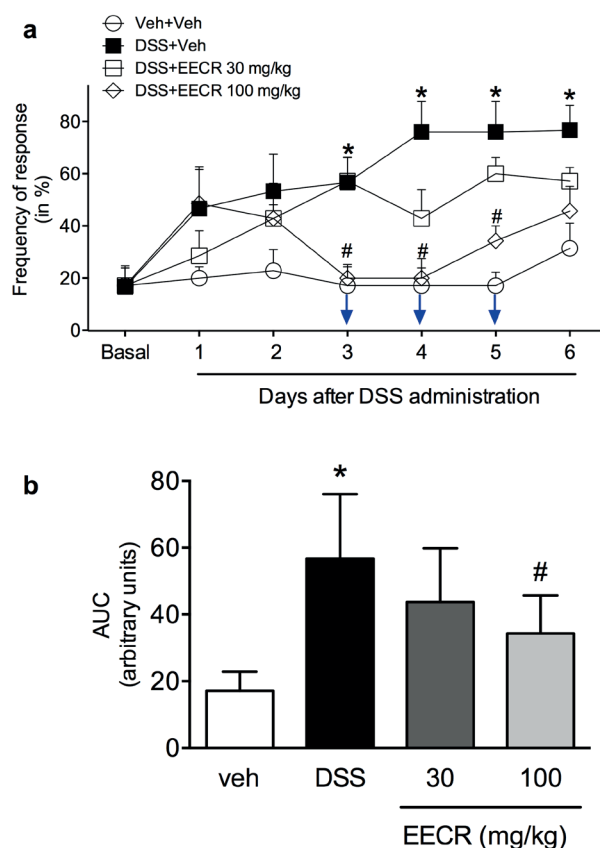 a
Veh+Veh
DSS+Veh
DSS+EECR 30 mg/kg
DSS+EECR 100 mg/kg
Frequency of response
(in %)
80
60
40
20
0
* * * *
# # #
Basal 1 2 3 4 5 6
Days after DSS administration
b
AUC
(arbitrary units)
80
60
40
20
0
*
#
veh DSS 30 100
EECR (mg/kg)